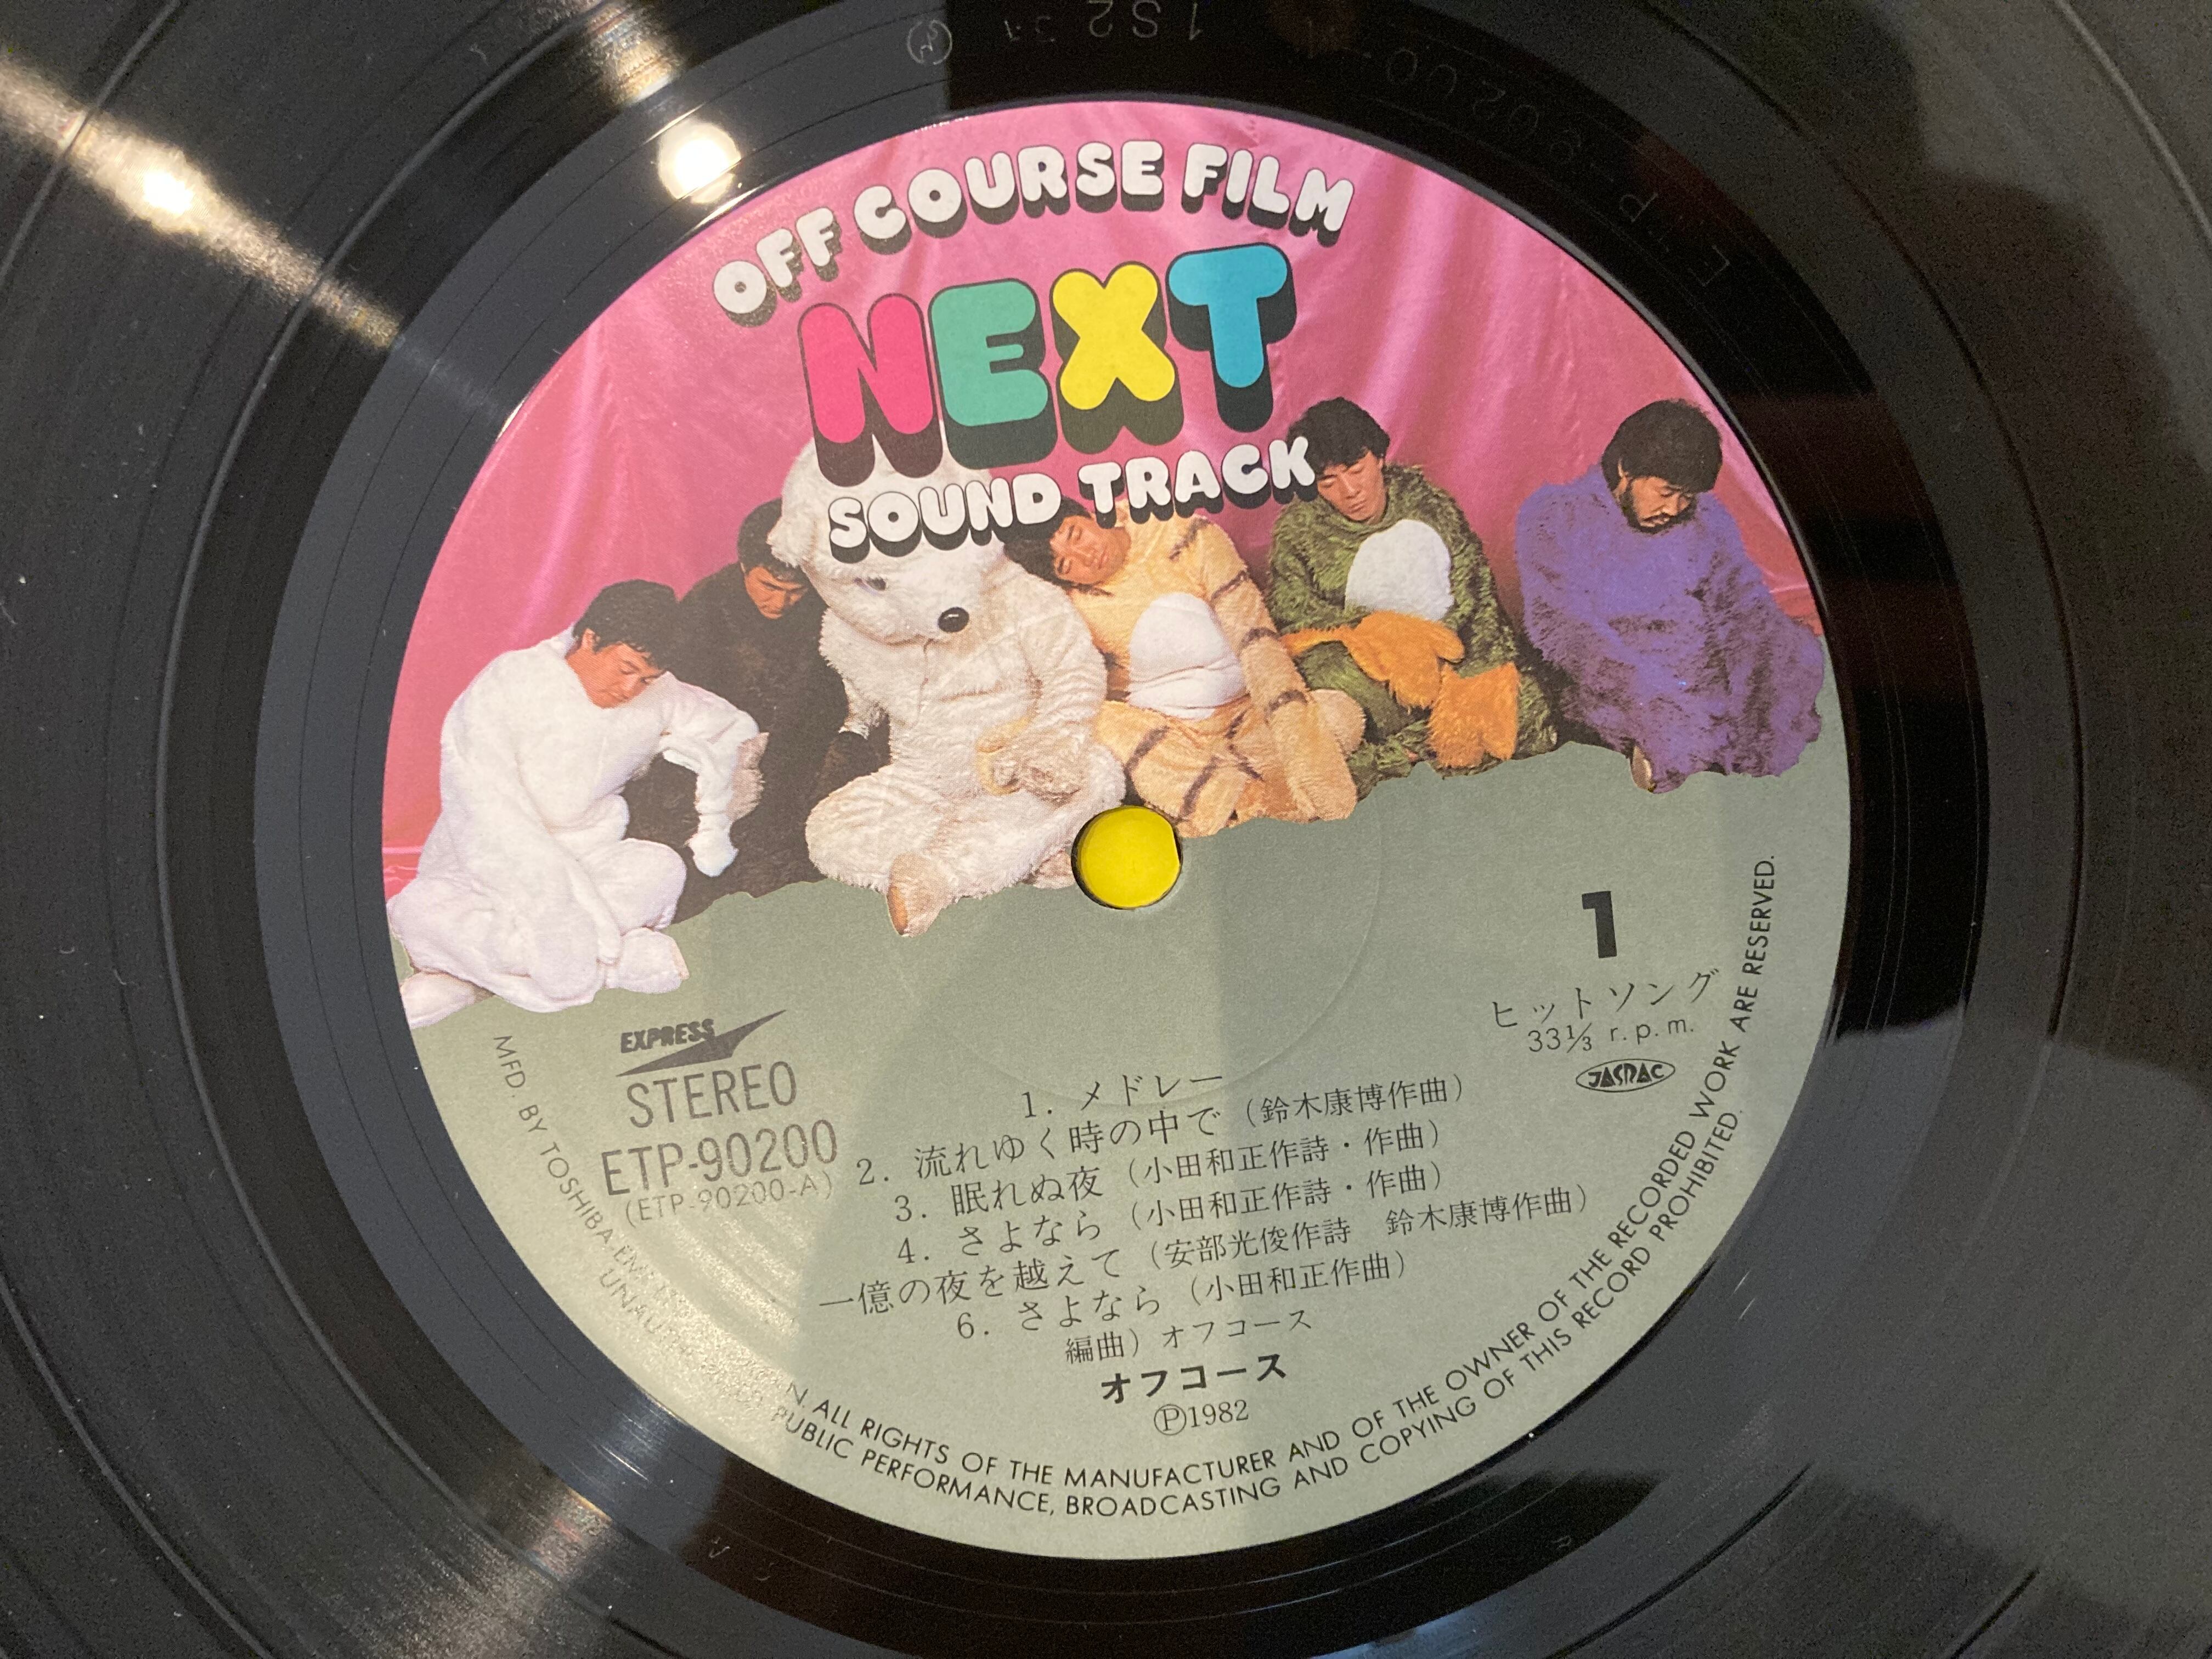 OFF COURSE FILM
NEXT
SOUND TRACK
1
ヒットソング
33⅓ r.p.m.
JASRAC
EXPRESS
STEREO
ETP-90200
(ETP-90200-A)
1. メドレー
2. 流れゆく時の中で (鈴木康博作曲)
3. 眠れぬ夜 (小田和正作詩・作曲)
4. さよなら (小田和正作詩・作曲)
一億の夜を越えて (安部光俊作詩 鈴木康博作曲)
6. さよなら (小田和正作曲)
編曲) オフコース
オフコース
Ⓟ1982
MFD. BY TOSHIBA-EMI ALL RIGHTS OF THE MANUFACTURER AND OF THE OWNER OF THE RECORDED WORK ARE RESERVED.
PUBLIC PERFORMANCE, BROADCASTING AND COPYING OF THIS RECORD PROHIBITED.
ETP-90200-A 1S2